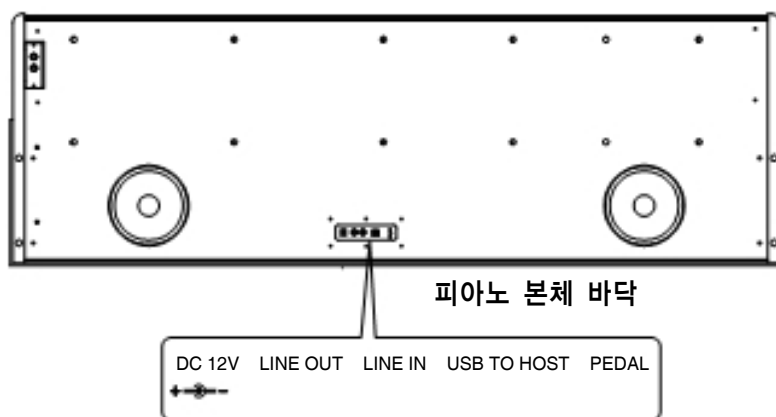 피아노 본체 바닥
DC 12V LINE OUT LINE IN USB TO HOST PEDAL